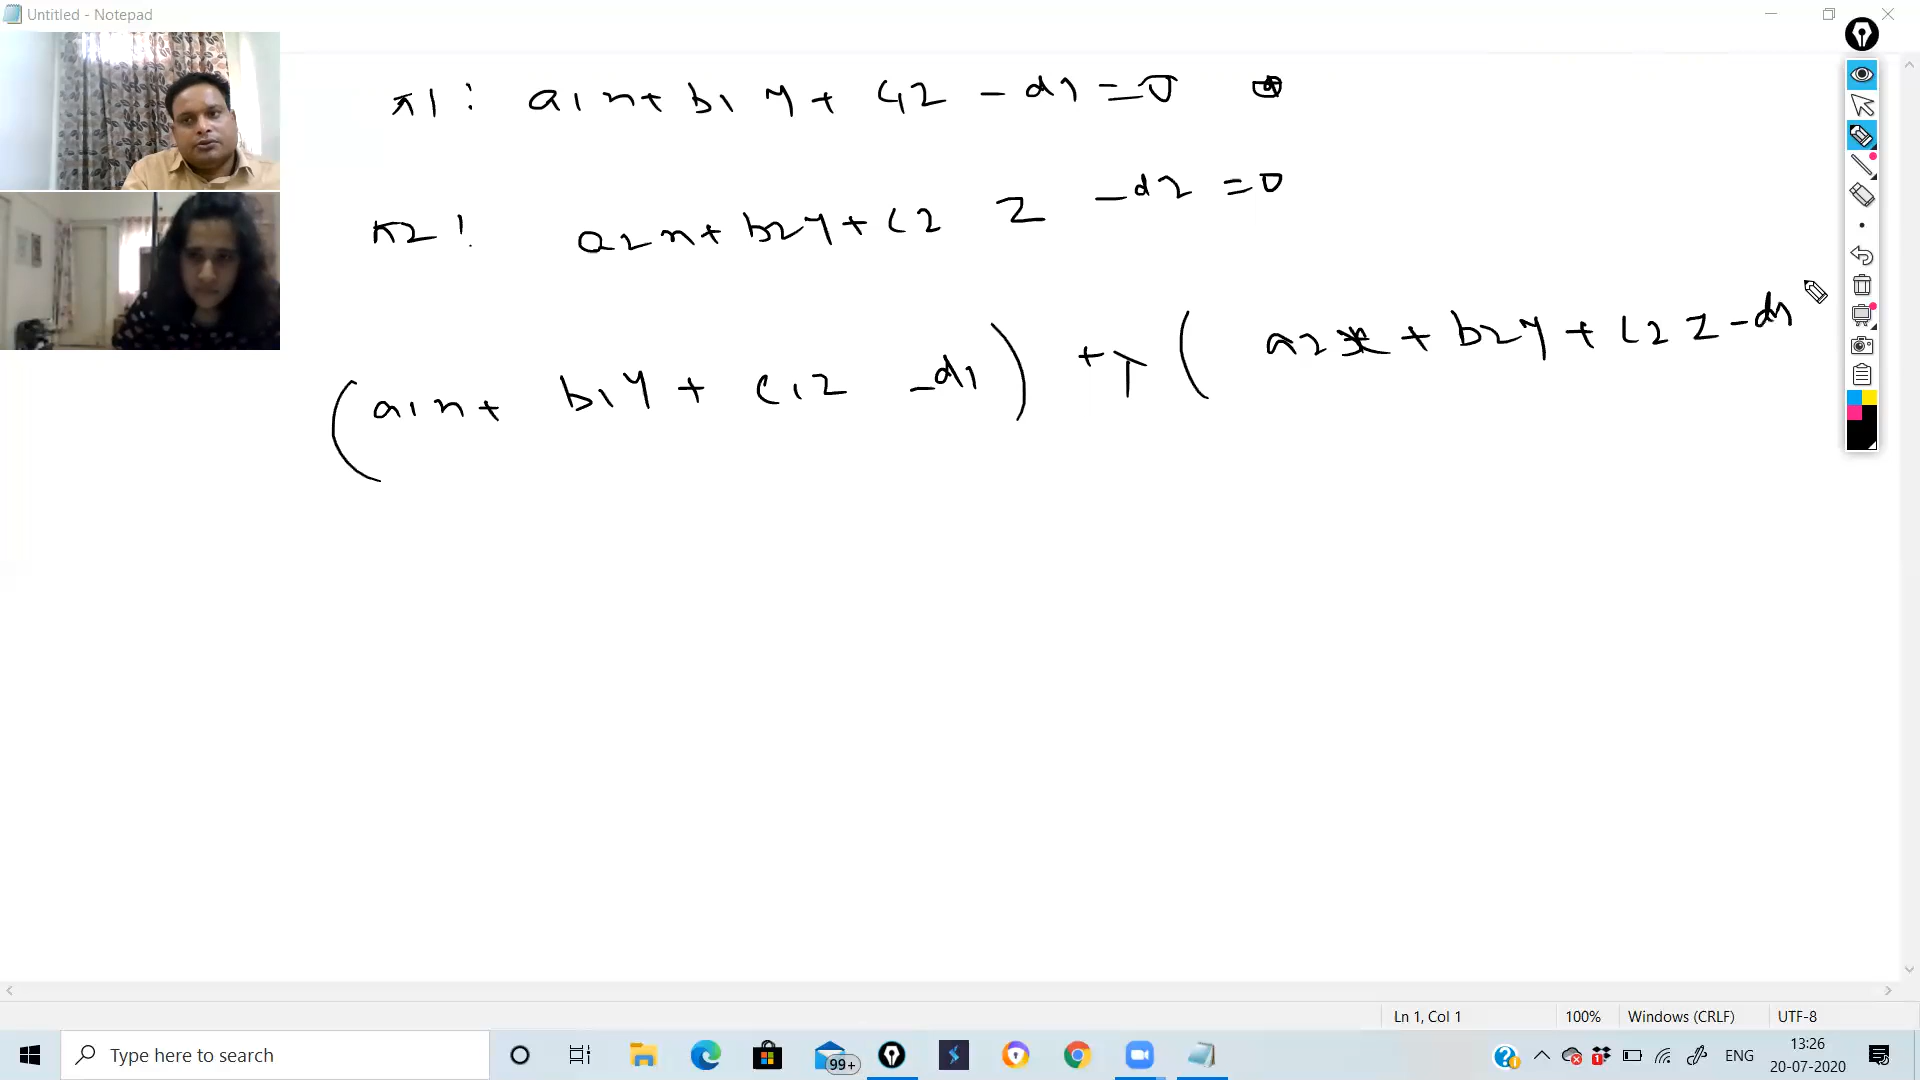 Untitled - Notepad
π1 : a1x + b1 y + c1z - d1 = 0
π2 : a2x + b2y + c2 z - d2 = 0
(a1x + b1y + c1z - d1) + λ ( a2x + b2y + c2 z - d1
Ln 1, Col 1 100% Windows (CRLF) UTF-8
Type here to search
99+
ENG
13:26
20-07-2020